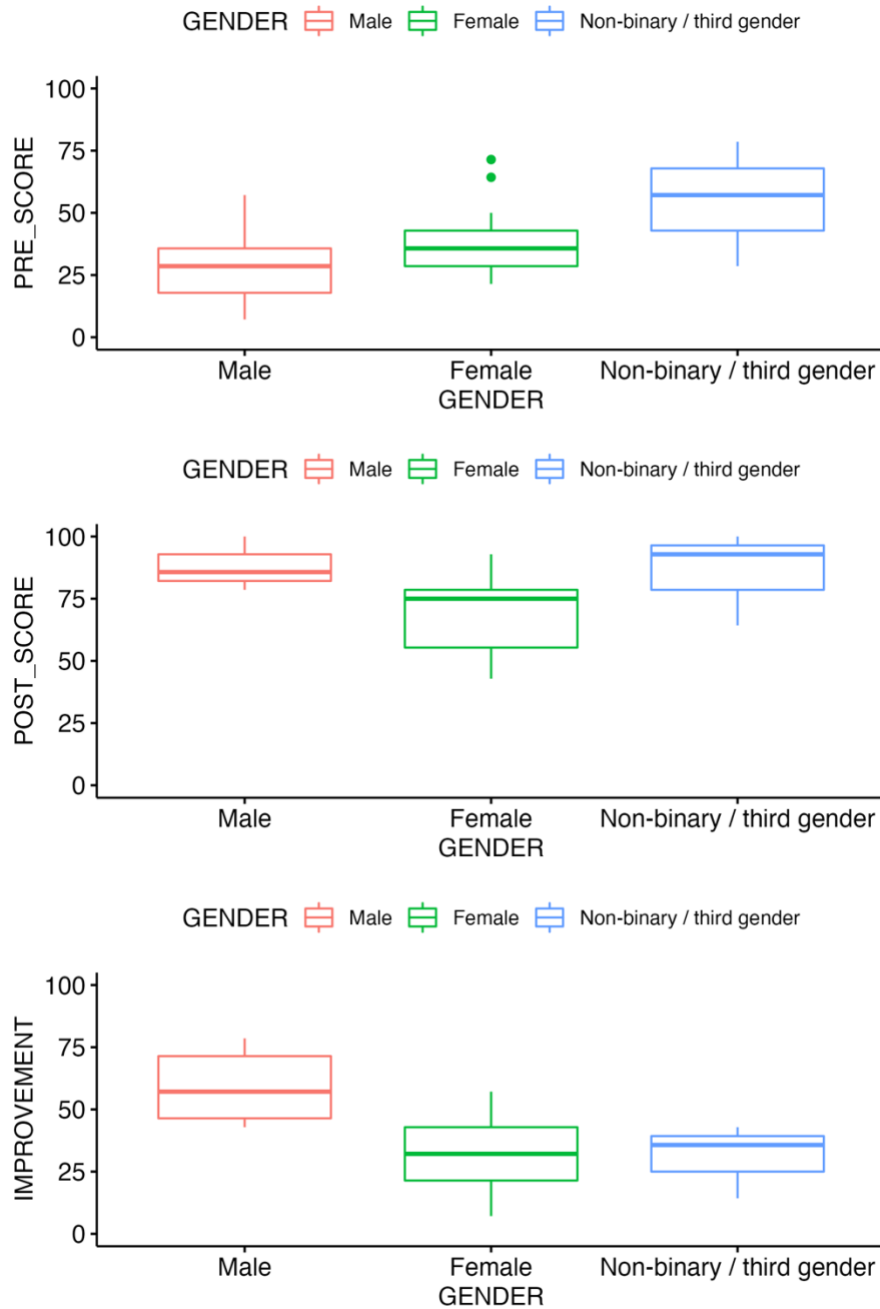 GENDER Male Female Non-binary / third gender
100
75
50
25
0
PRE_SCORE
Male Female Non-binary / third gender
GENDER
GENDER Male Female Non-binary / third gender
100
75
50
25
0
POST_SCORE
Male Female Non-binary / third gender
GENDER
GENDER Male Female Non-binary / third gender
100
75
50
25
0
IMPROVEMENT
Male Female Non-binary / third gender
GENDER